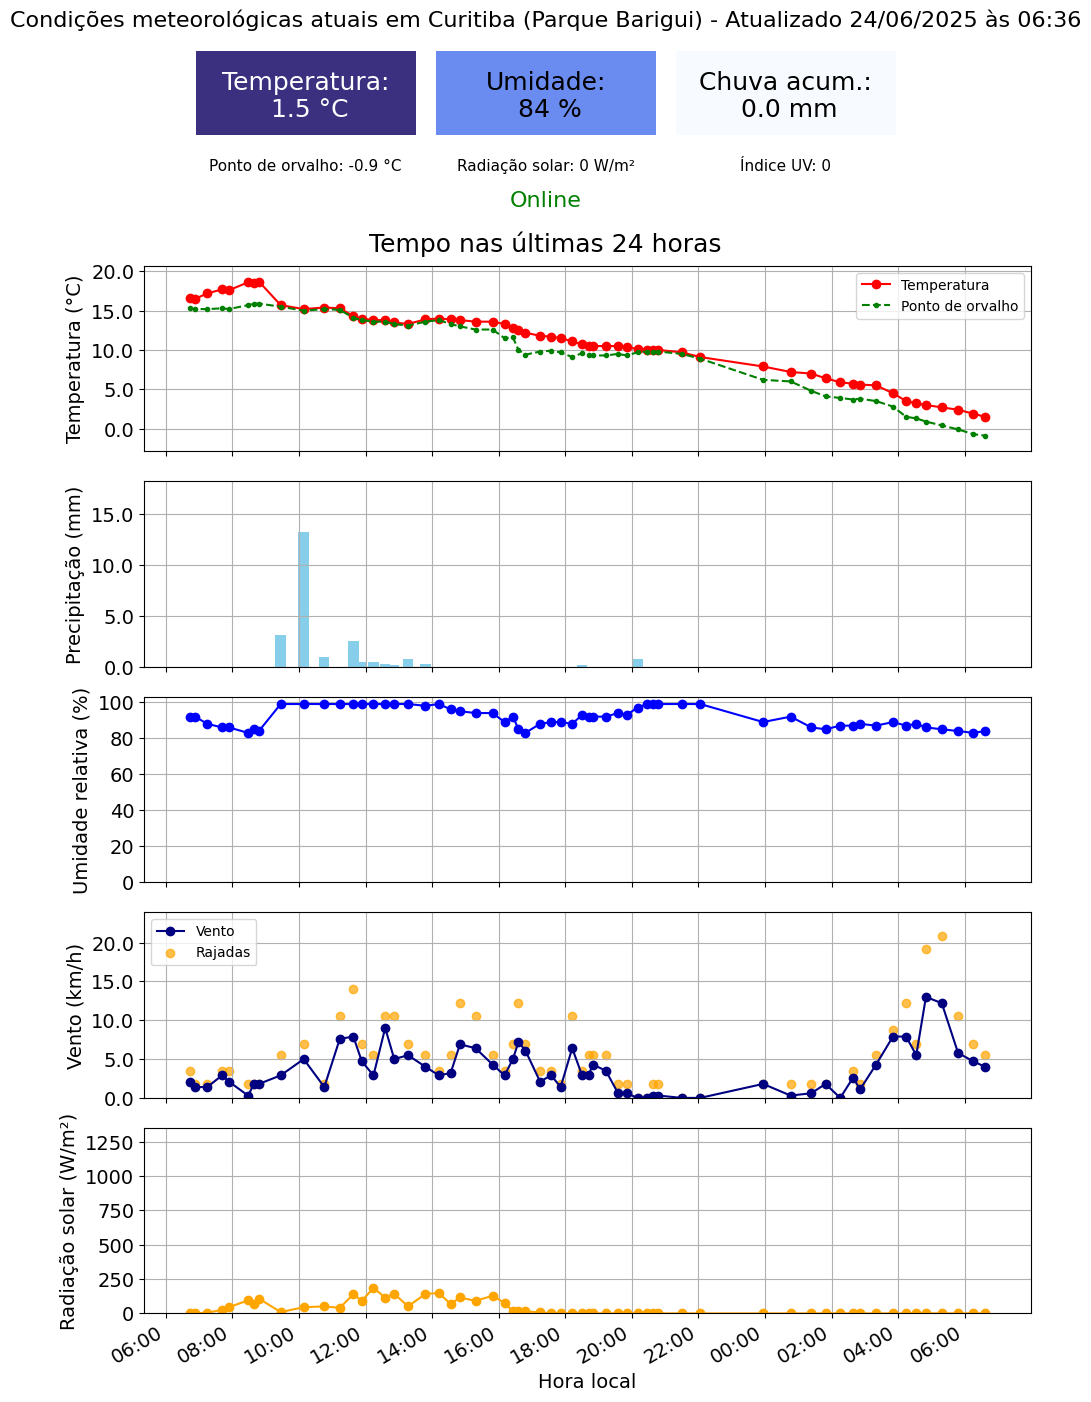 Condições meteorológicas atuais em Curitiba (Parque Barigui) - Atualizado 24/06/2025 às 06:36
Temperatura:
1.5 °C
Umidade:
84 %
Chuva acum.:
0.0 mm
Ponto de orvalho: -0.9 °C
Radiação solar: 0 W/m²
Índice UV: 0
Online
Tempo nas últimas 24 horas
Temperatura (°C)
20.0
15.0
10.0
5.0
0.0
Temperatura
Ponto de orvalho
Precipitação (mm)
15.0
10.0
5.0
0.0
Umidade relativa (%)
100
80
60
40
20
0
Vento (km/h)
20.0
15.0
10.0
5.0
0.0
Vento
Rajadas
Radiação solar (W/m²)
1250
1000
750
500
250
0
06:00
08:00
10:00
12:00
14:00
16:00
18:00
20:00
22:00
00:00
02:00
04:00
06:00
Hora local